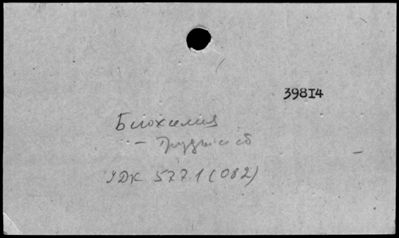 39814
Биохимия
- Труды и сб
УДК 577.1(082)